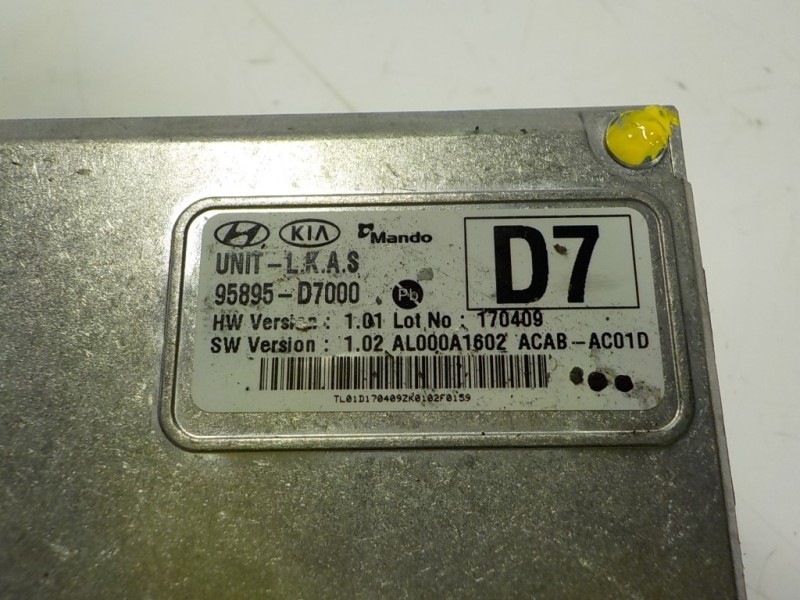 KIA Mando D7
UNIT-L.K.A.S
95895-D7000 Pb
HW Version : 1.01 Lot No : 170409
SW Version : 1.02 AL000A1602 ACAB-AC01D
TL01D170409ZK0102F0159